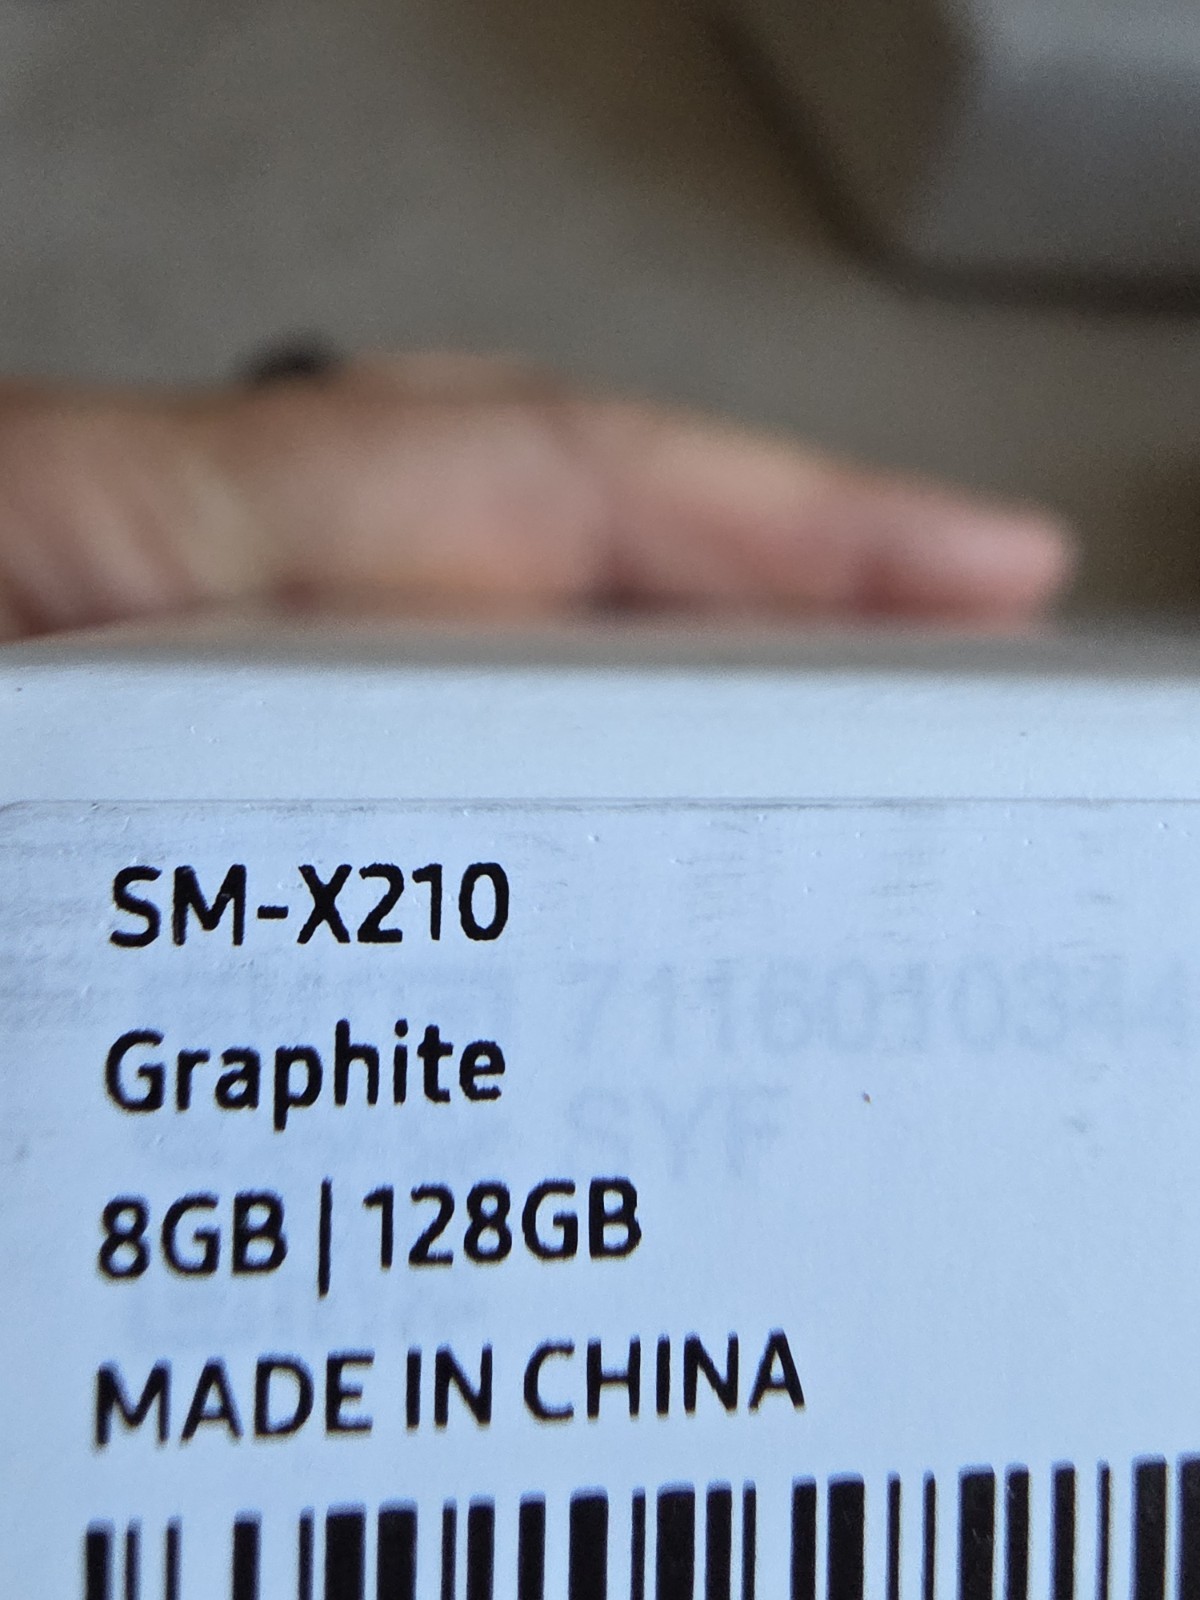 SM-X210
Graphite
8GB | 128GB
MADE IN CHINA